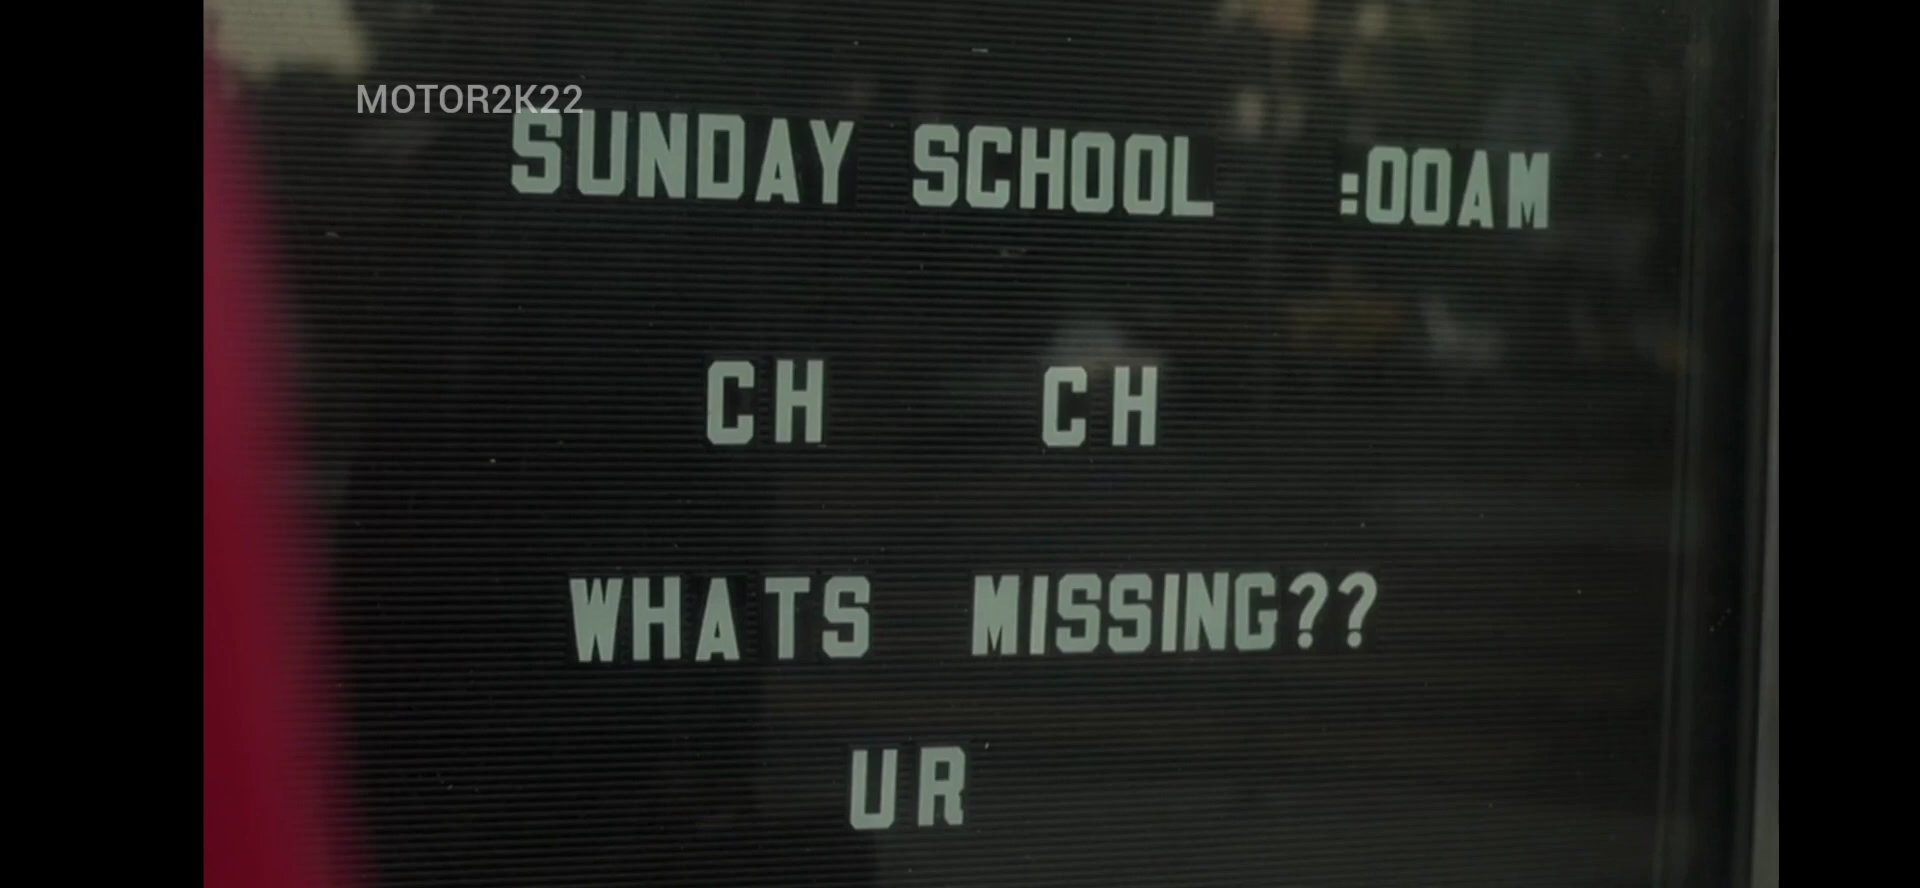 MOTOR2K22
SUNDAY SCHOOL :00AM
CH CH
WHATS MISSING??
UR